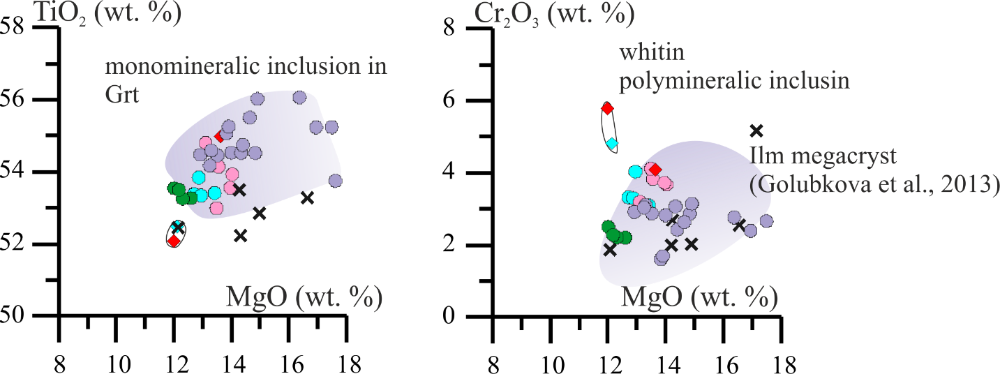 TiO₂ (wt. %)
58
56
54
52
50
monomineralic inclusion in
Grt
MgO (wt. %)
8 10 12 14 16 18
Cr₂O₃ (wt. %)
8
6
4
2
0
whitin
polymineralic inclusin
Ilm megacryst
(Golubkova et al., 2013)
MgO (wt. %)
8 10 12 14 16 18